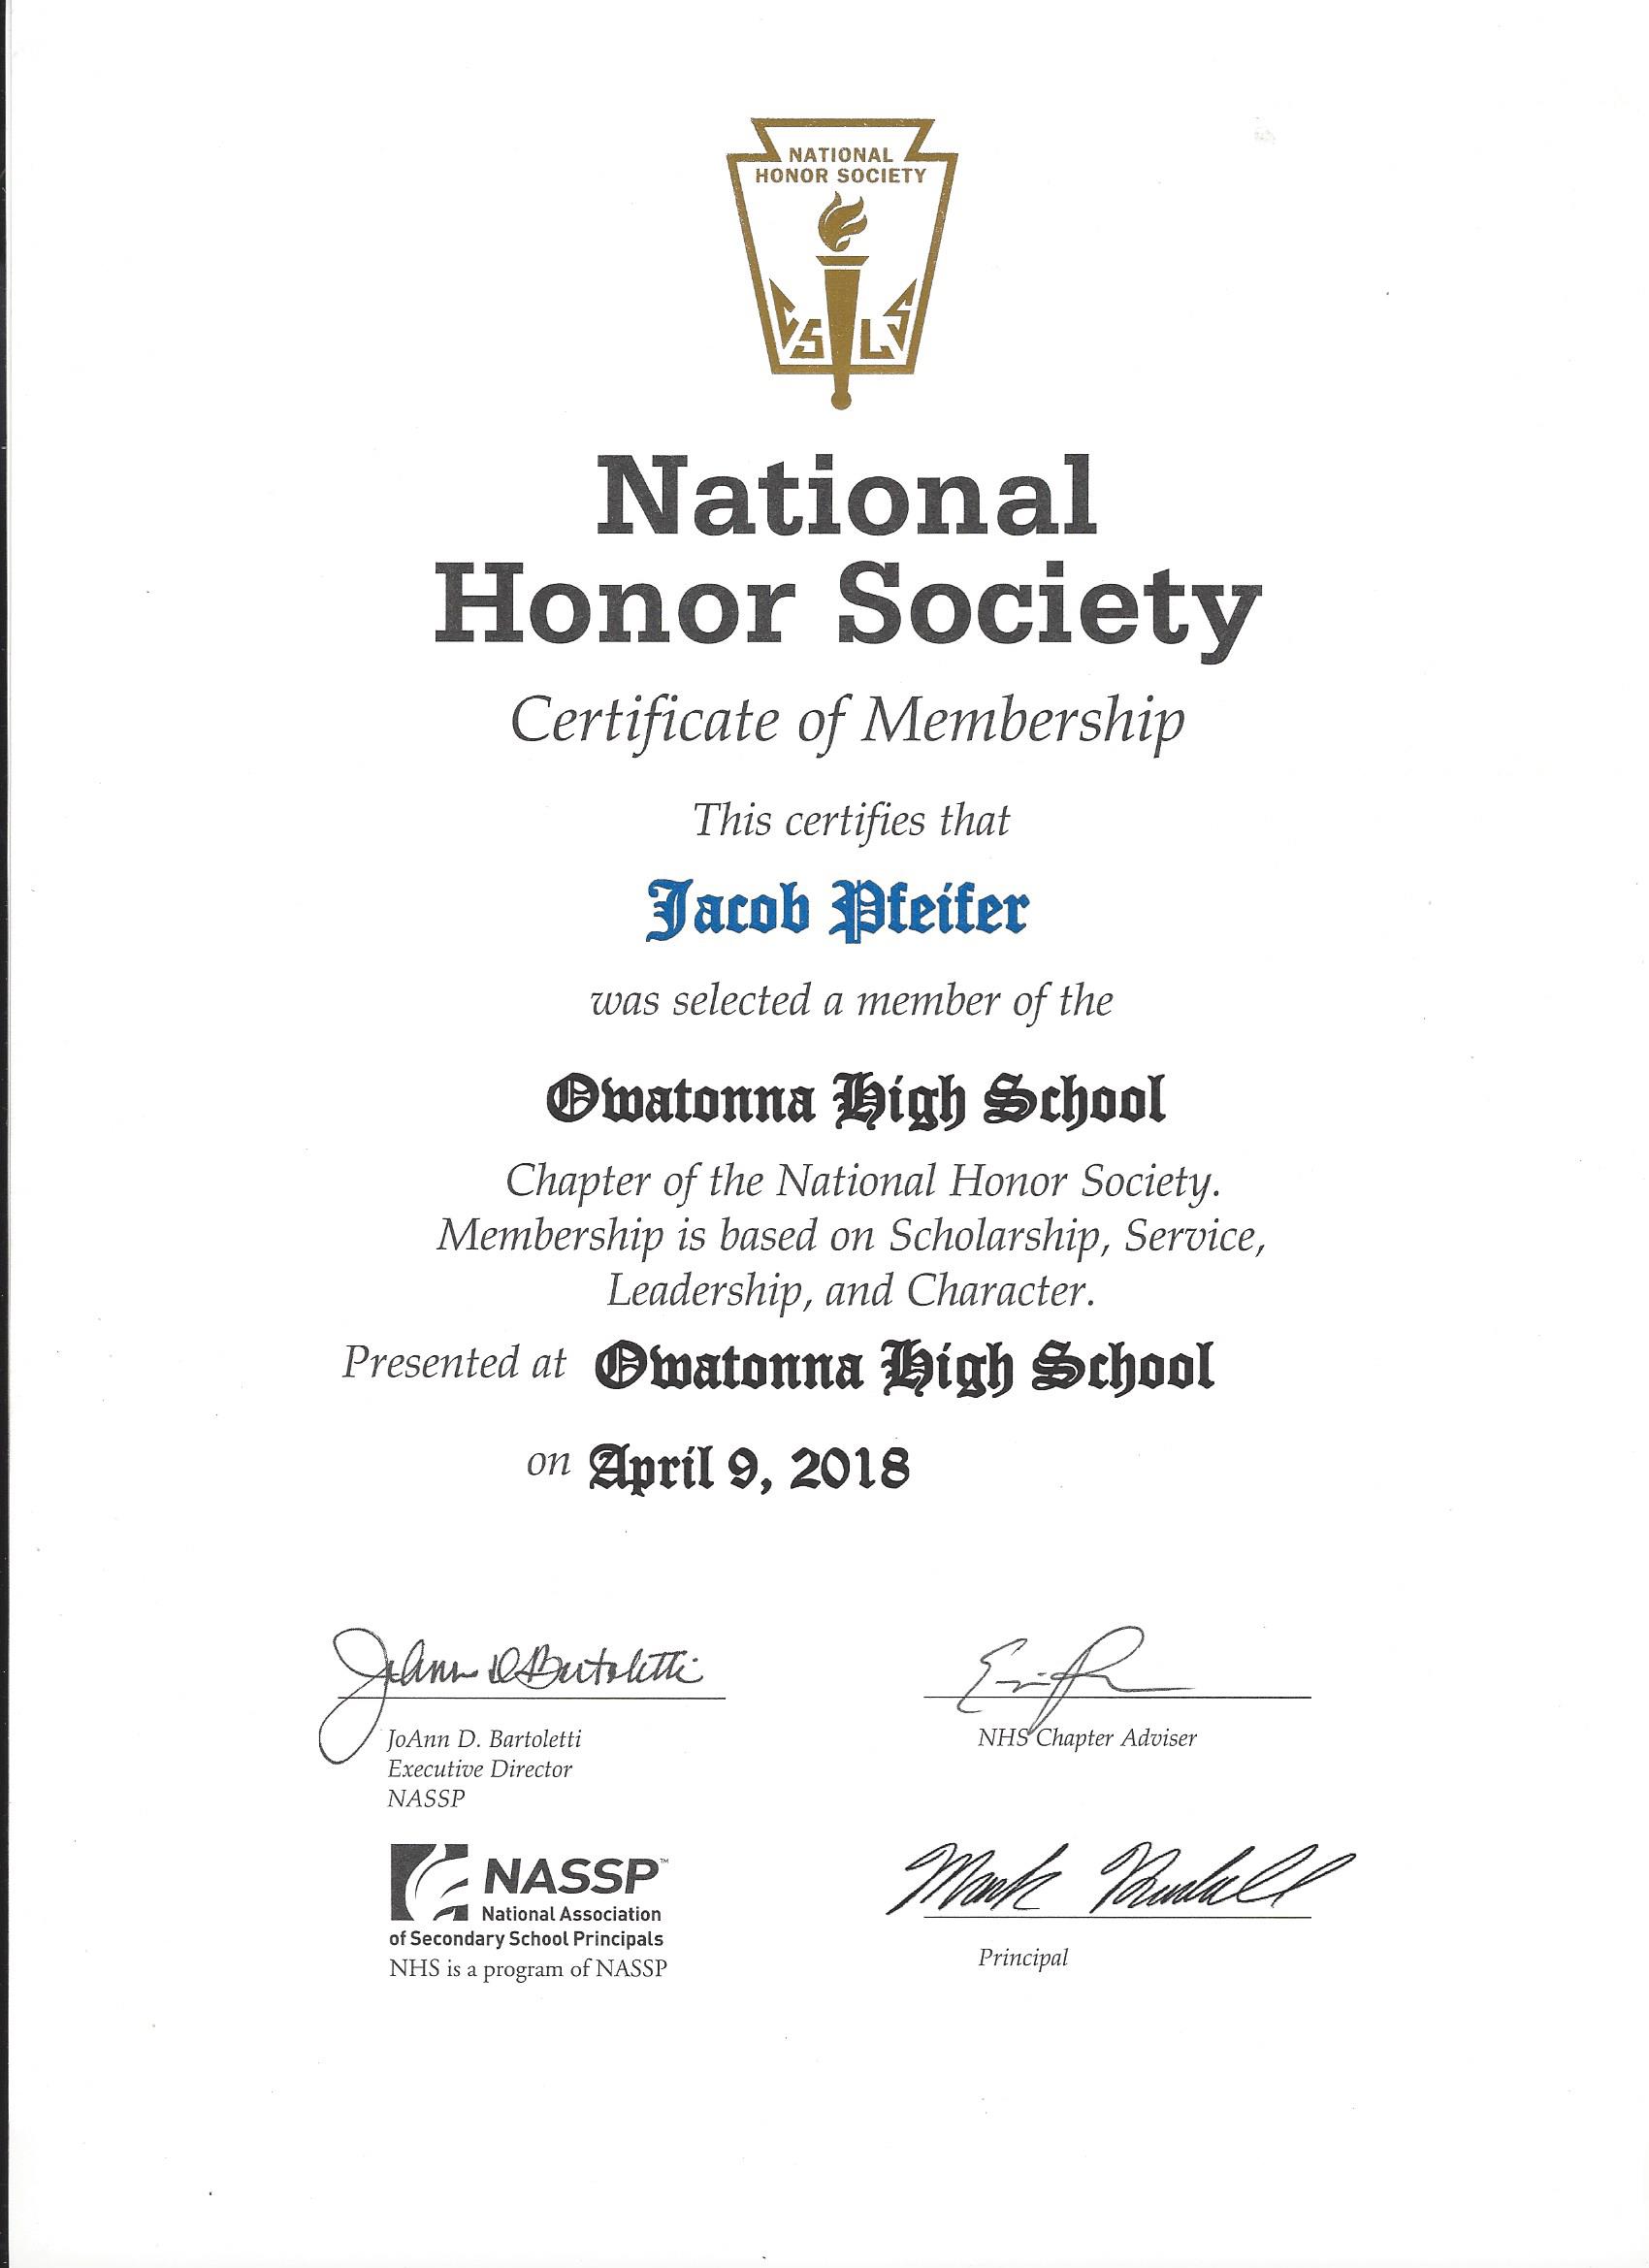 NATIONAL
HONOR SOCIETY
C S L S
National
Honor Society
Certificate of Membership
This certifies that
Jacob Pfeifer
was selected a member of the
Owatonna High School
Chapter of the National Honor Society.
Membership is based on Scholarship, Service,
Leadership, and Character.
Presented at Owatonna High School
on April 9, 2018
JoAnn D Bartoletti
JoAnn D. Bartoletti
Executive Director
NASSP
NHS Chapter Adviser
NASSP™
National Association
of Secondary School Principals
NHS is a program of NASSP
Mark
Principal